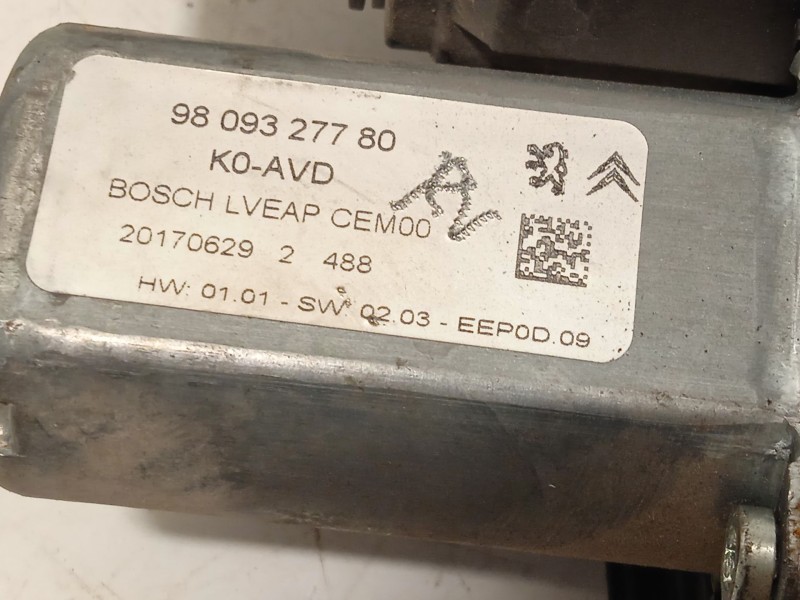 98 093 277 80
K0-AVD
AV
BOSCH LVEAP CEM00
20170629 2 488
HW: 01.01 - SW: 02.03 - EEP0D.09